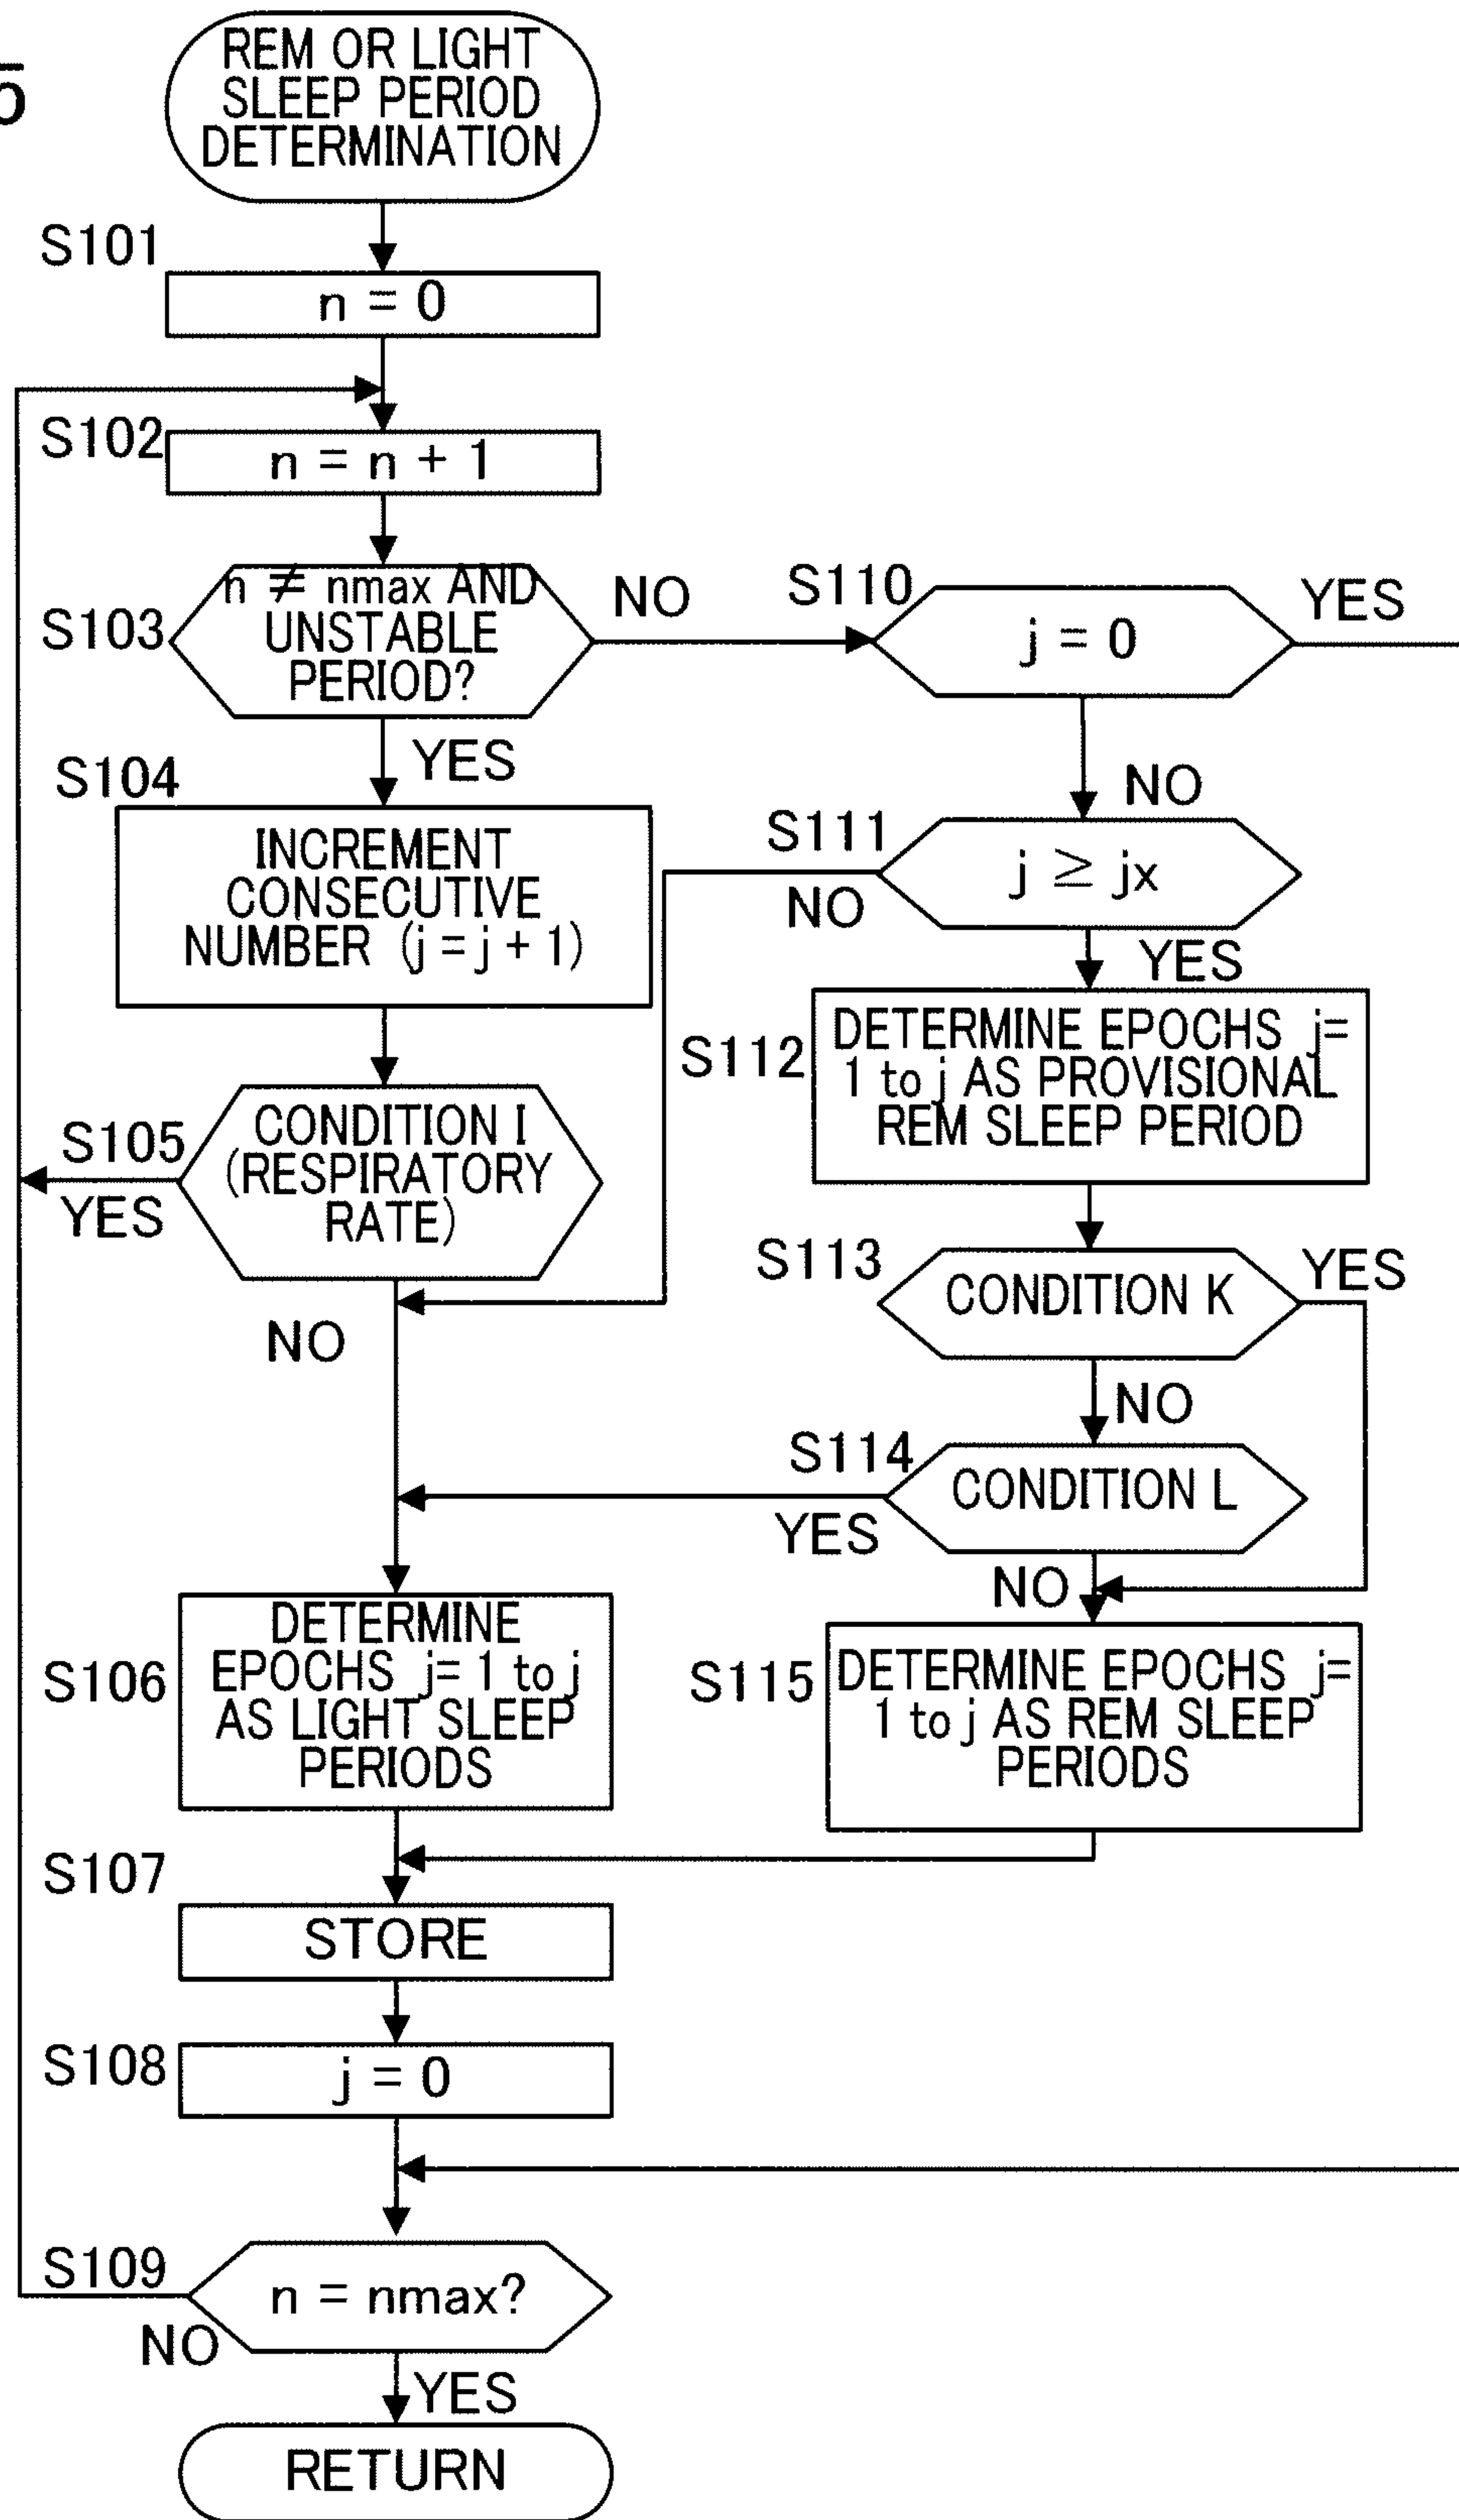 REM OR LIGHT
SLEEP PERIOD
DETERMINATION
S101
n = 0
S102
n = n + 1
S103
n ≠ nmax AND
UNSTABLE
PERIOD?
NO
YES
S110
j = 0
YES
NO
S104
INCREMENT
CONSECUTIVE
NUMBER (j = j + 1)
S111
j ≥ jx
NO
YES
S112
DETERMINE EPOCHS j=
1 to j AS PROVISIONAL
REM SLEEP PERIOD
S105
CONDITION I
(RESPIRATORY
RATE)
YES
NO
S113
CONDITION K
YES
NO
S114
CONDITION L
YES
NO
S106
DETERMINE
EPOCHS j= 1 to j
AS LIGHT SLEEP
PERIODS
S115
DETERMINE EPOCHS j=
1 to j AS REM SLEEP
PERIODS
S107
STORE
S108
j = 0
S109
n = nmax?
NO
YES
RETURN